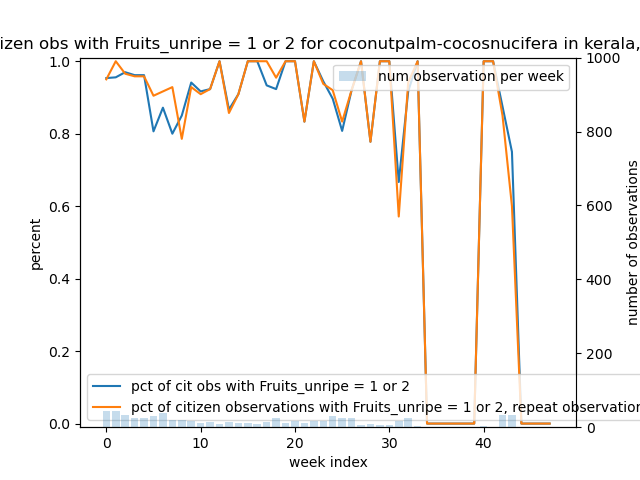 izen obs with Fruits_unripe = 1 or 2 for coconutpalm-cocosnucifera in kerala,
num observation per week
1.0
0.8
0.6
0.4
0.2
0.0
percent
1000
800
600
400
200
0
number of observations
pct of cit obs with Fruits_unripe = 1 or 2
pct of citizen observations with Fruits_unripe = 1 or 2, repeat observation
0
10
20
30
40
week index